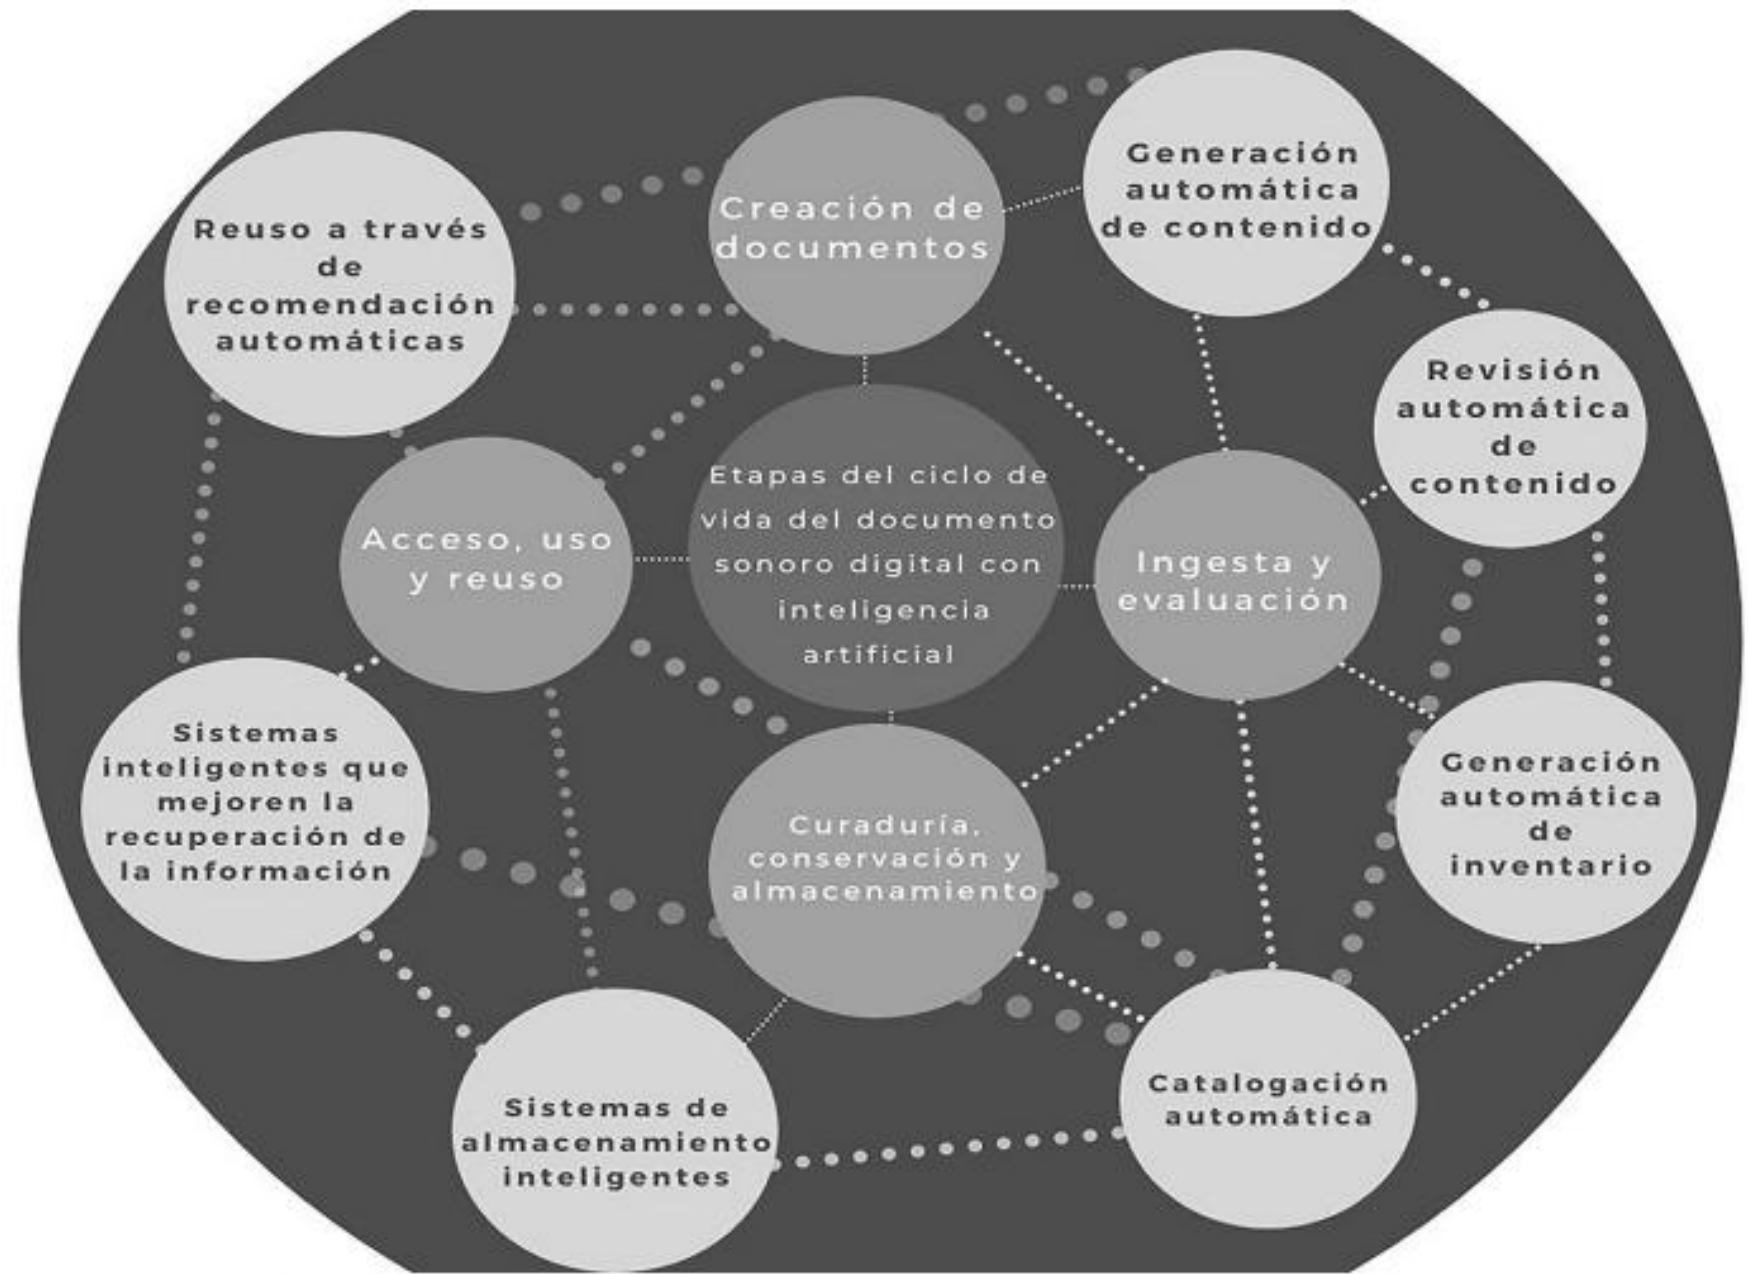 Creación de
documentos
Generación
automática
de contenido
Reuso a través
de
recomendación
automáticas
Revisión
automática
de
contenido
Etapas del ciclo de
vida del documento
sonoro digital con
inteligencia
artificial
Acceso, uso
y reuso
Ingesta y
evaluación
Sistemas
inteligentes que
mejoren la
recuperación de
la información
Curaduría,
conservación y
almacenamiento
Generación
automática
de
inventario
Sistemas de
almacenamiento
inteligentes
Catalogación
automática